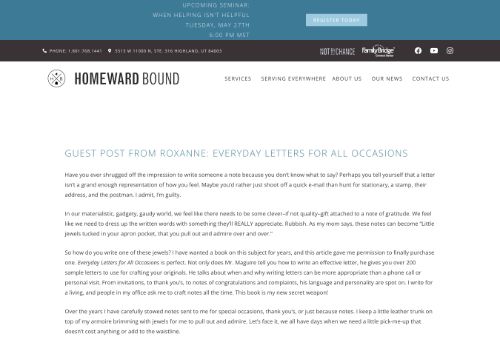 UPCOMING SEMINAR:
WHEN HELPING ISN'T HELPFUL
TUESDAY, MAY 27TH
6:00 PM MST
REGISTER TODAY
PHONE: 1.801.768.1441
5513 W 11000 N, STE. 316 HIGHLAND, UT 84003
NOT BY CHANCE
FamilyBridge
HOMEWARD BOUND
SERVICES
SERVING EVERYWHERE
ABOUT US
OUR NEWS
CONTACT US
GUEST POST FROM ROXANNE: EVERYDAY LETTERS FOR ALL OCCASIONS
Have you ever shrugged off the impression to write someone a note because you don't know what to say? Perhaps you tell yourself that a letter
isn't a grand enough representation of how you feel. Maybe you'd rather just shoot off a quick e-mail than hunt for stationary, a stamp, their
address, and the postman. I admit, I'm guilty.
In our materialistic, gadgety, gaudy world, we feel like there needs to be some clever–if not quality–gift attached to a note of gratitude. We feel
like we need to dress up the written words with something they'll REALLY appreciate. Rubbish. As my mom says, these notes can become "Little
jewels tucked in your apron pocket, that you pull out and admire over and over."
So how do you write one of these jewels? I have wanted a book on this subject for years, and this article gave me permission to finally purchase
one. Everyday Letters for All Occasions is perfect. Not only does Mr. Maguire tell you how to write an effective letter, he gives you over 200
sample letters to use for crafting your originals. He talks about when and why writing letters can be more appropriate than a phone call or
personal visit. From invitations, to thank you's, to notes of congratulations and complaints, his language and personality are spot on. I write for
a living, and people in my office ask me to craft notes all the time. This book is my new secret weapon!
Over the years I have carefully stowed notes sent to me for special occasions, thank you's, or just because notes. I keep a little leather trunk on
top of my armoire brimming with jewels for me to pull out and admire. Let's face it, we all have days when we need a little pick-me-up that
doesn't cost anything or add to the waistline.